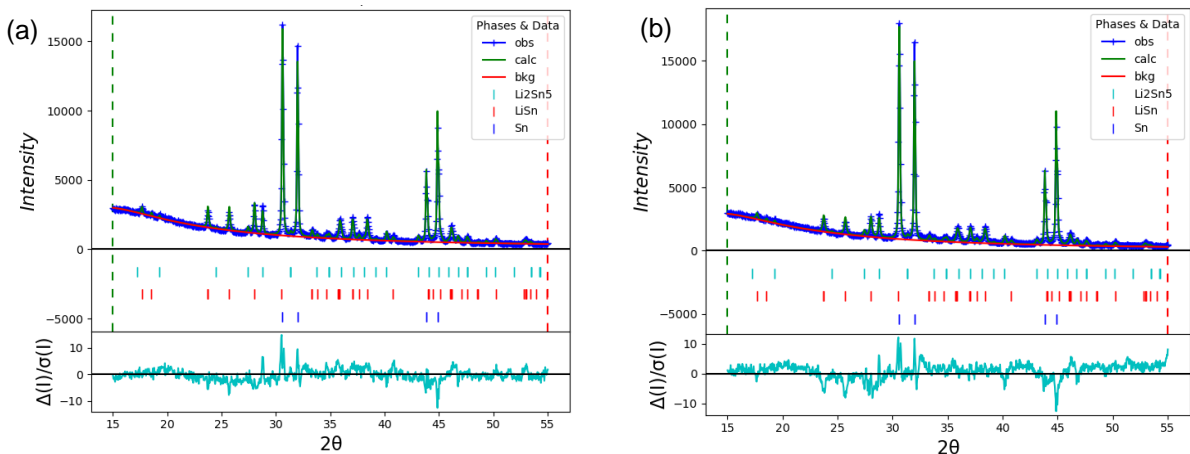 (a)
Phases & Data
obs
calc
bkg
Li2Sn5
LiSn
Sn
15000
10000
5000
0
−5000
Intensity
10
0
−10
Δ(I)/σ(I)
15 20 25 30 35 40 45 50 55
2θ
(b)
Phases & Data
obs
calc
bkg
Li2Sn5
LiSn
Sn
15000
10000
5000
0
−5000
Intensity
10
0
−10
Δ(I)/σ(I)
15 20 25 30 35 40 45 50 55
2θ